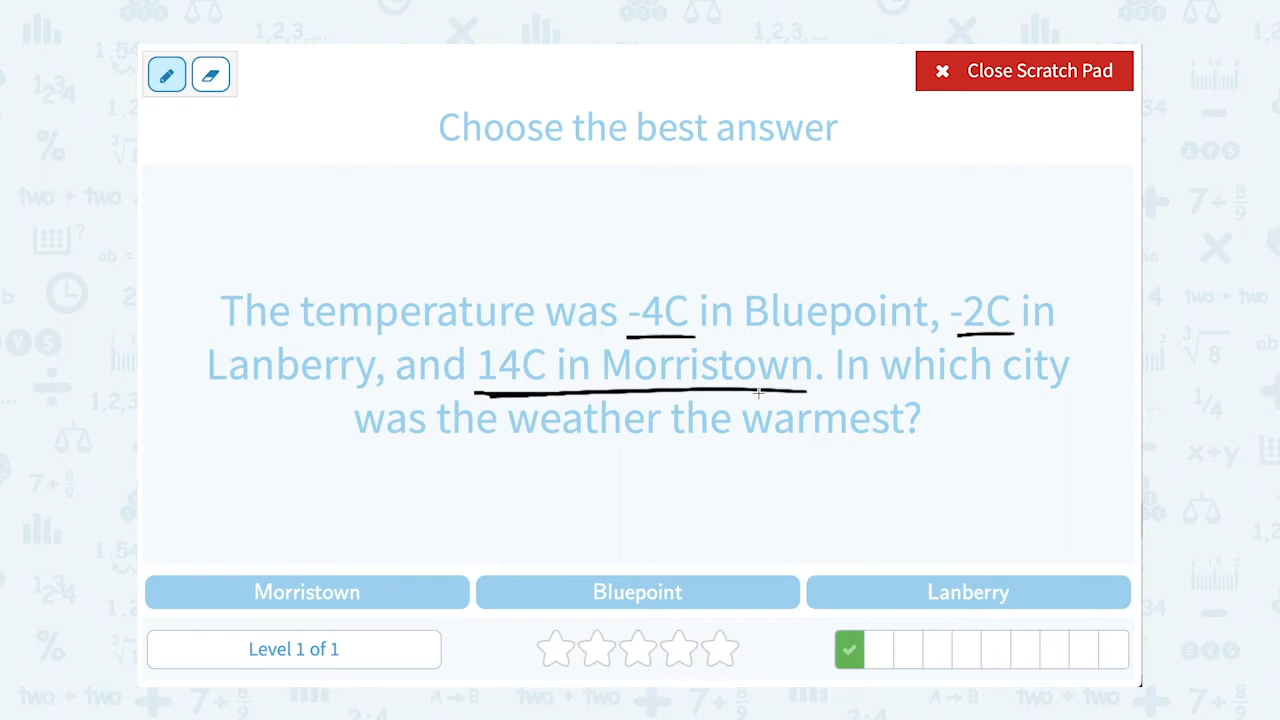 Close Scratch Pad
Choose the best answer
The temperature was -4C in Bluepoint, -2C in
Lanberry, and 14C in Morristown. In which city
was the weather the warmest?
Morristown
Bluepoint
Lanberry
Level 1 of 1